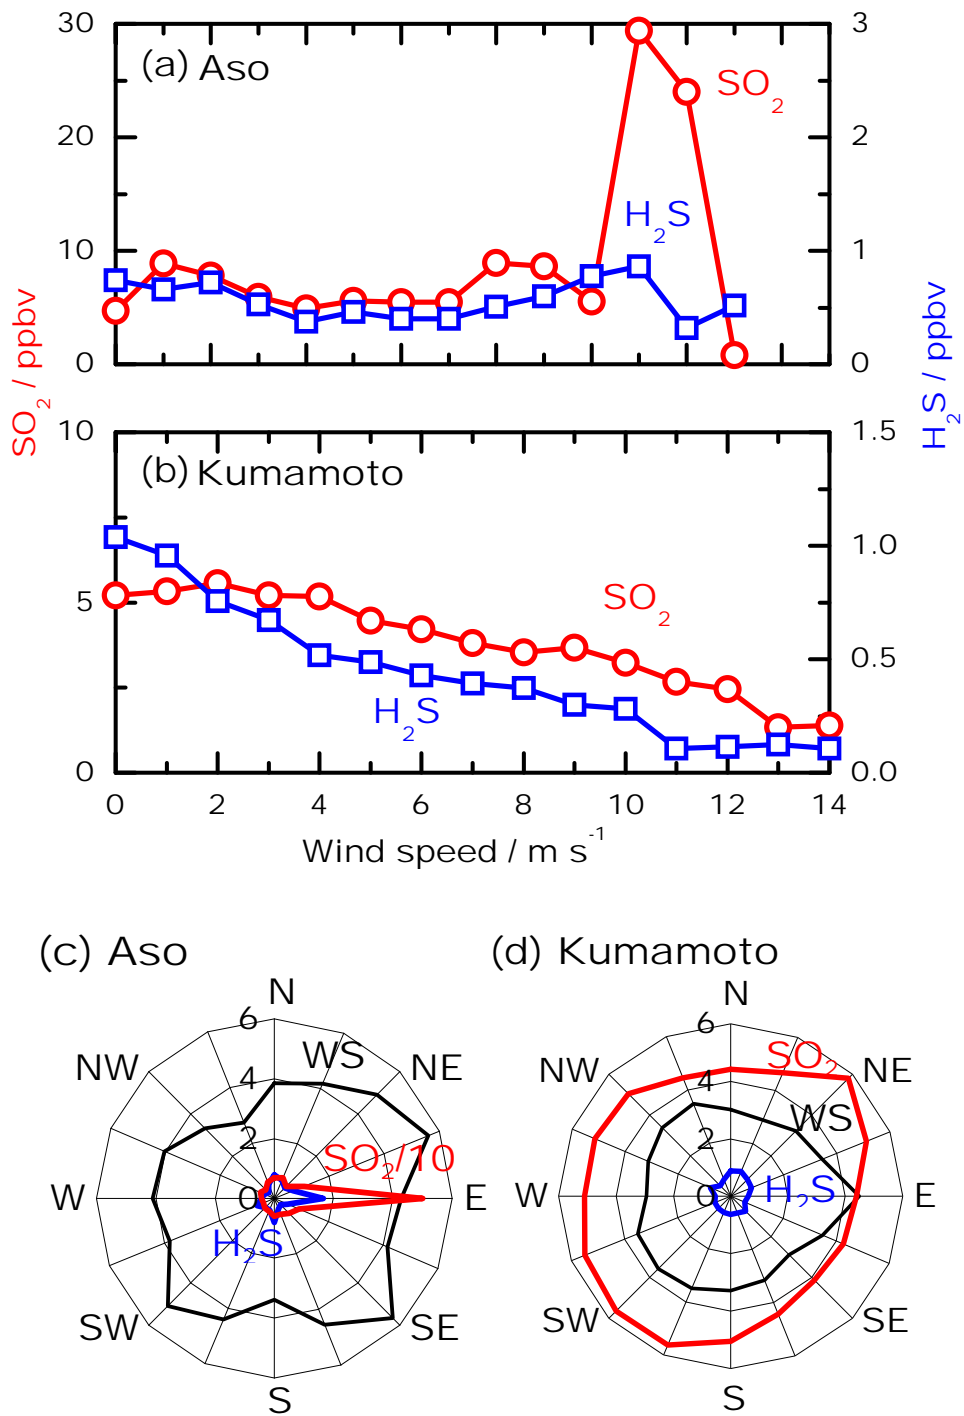 30
3
(a) Aso
SO₂
20
2
H₂S
10
1
0
0
SO₂ / ppbv
H₂S / ppbv
10
1.5
(b) Kumamoto
1.0
5
SO₂
0.5
H₂S
0
0.0
0 2 4 6 8 10 12 14
Wind speed / m s⁻¹
(c) Aso
N
6
NW
WS
NE
4
2
SO₂/10
W
0
E
H₂S
SW
SE
S
(d) Kumamoto
N
6
NW
SO₂
NE
4
WS
2
W
0
H₂S
E
SW
SE
S